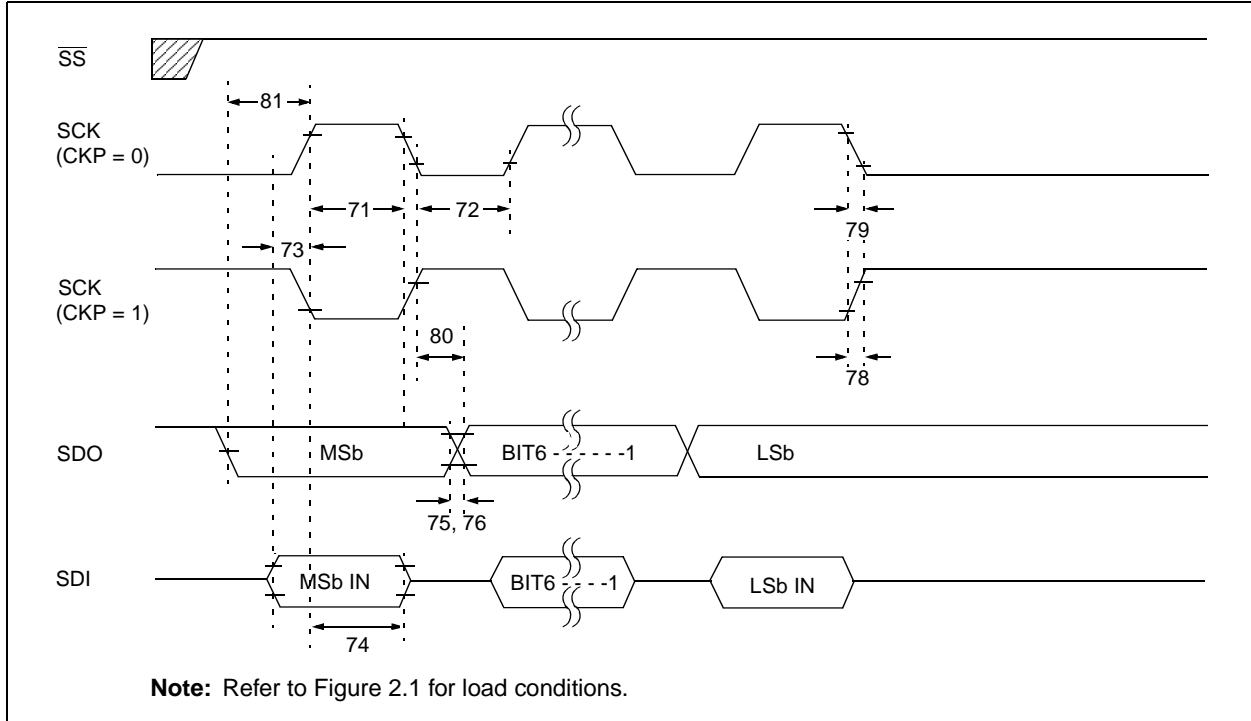 SS
81
SCK
(CKP = 0)
71
72
79
73
SCK
(CKP = 1)
80
78
SDO
MSb
BIT6 - - - - - -1
LSb
75, 76
SDI
MSb IN
BIT6 - - - -1
LSb IN
74
Note: Refer to Figure 2.1 for load conditions.